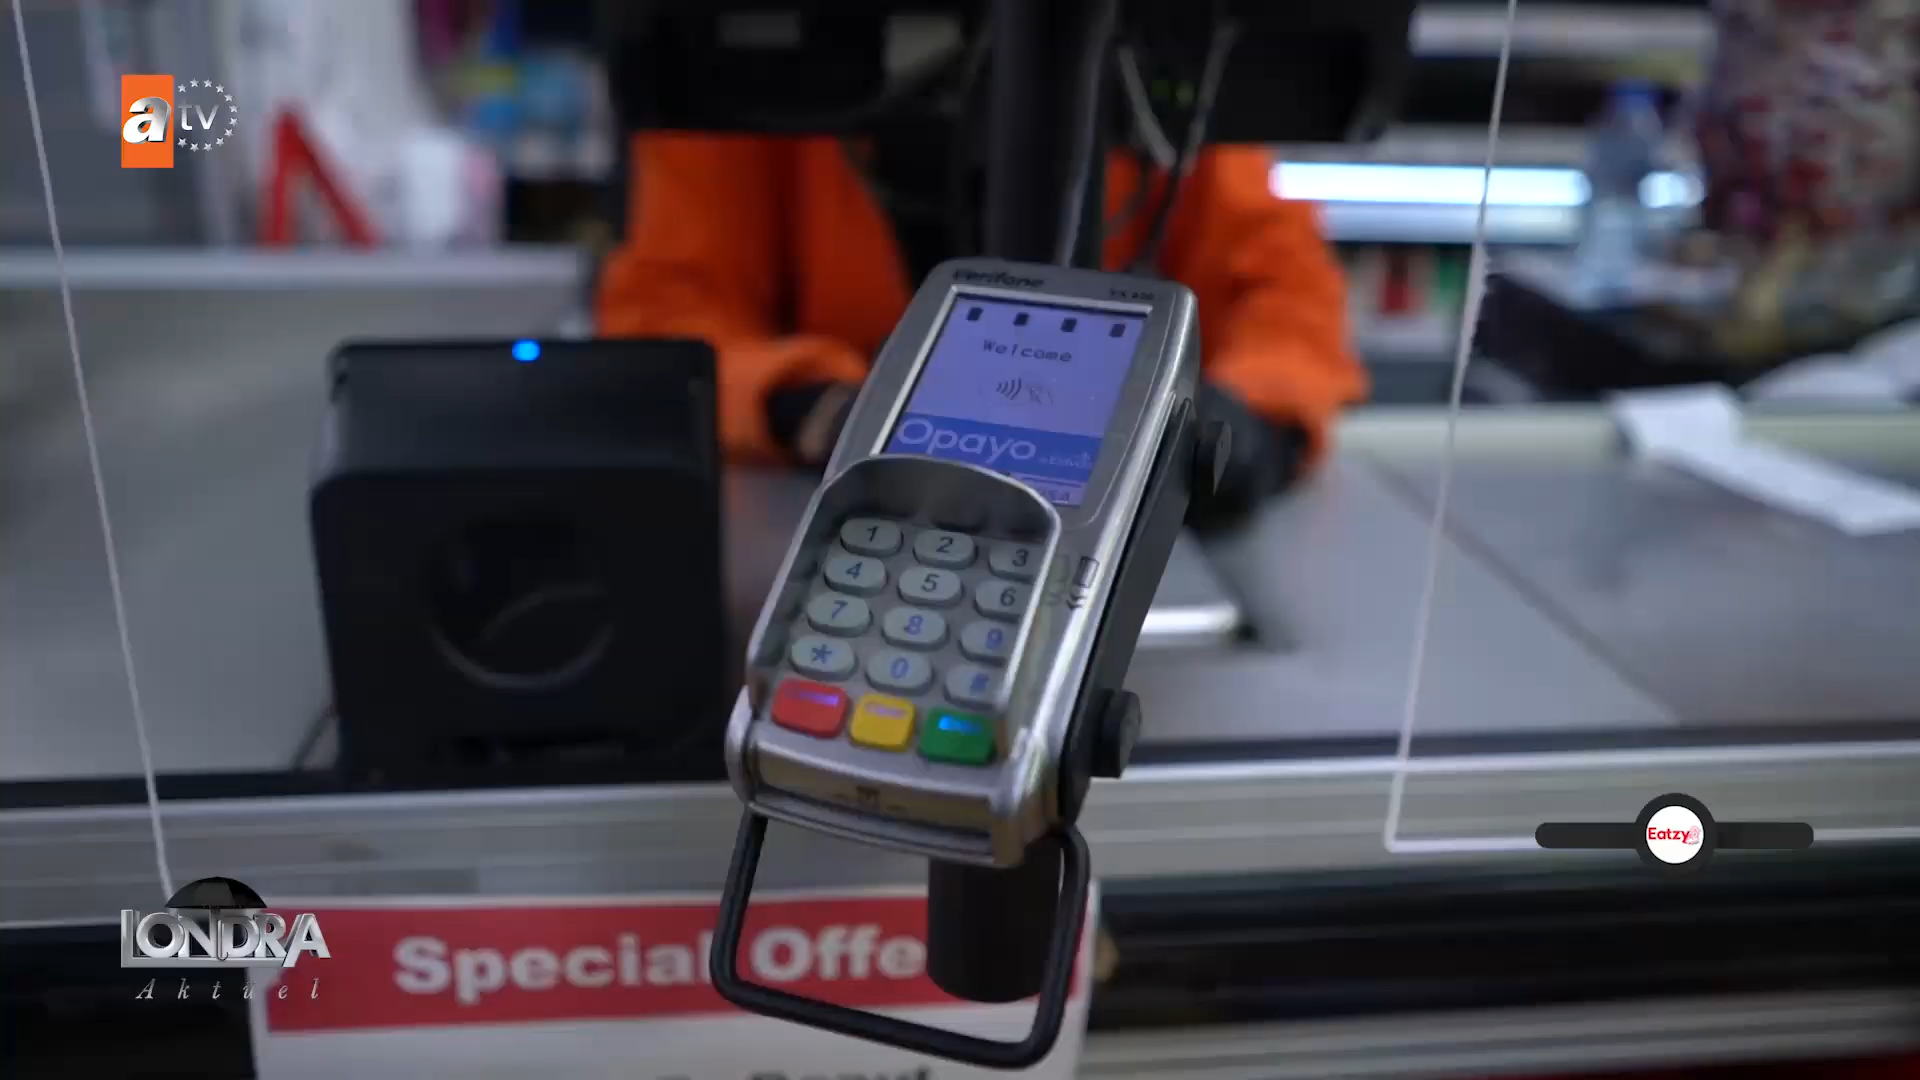 atv
Verifone
Welcome
Opayo
1 2 3
4 5 6
7 8 9
* 0 #
Eatzy
LONDRA
Aktüel
Special Offe